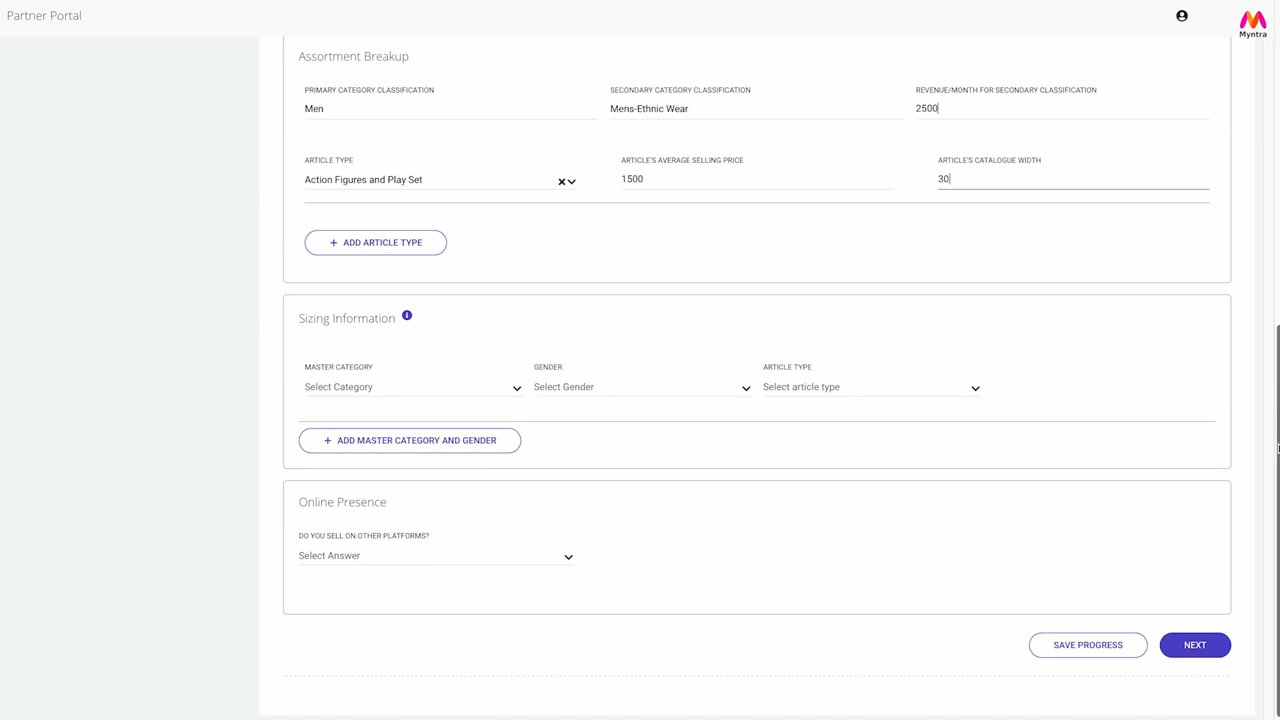 Partner Portal
Myntra
Assortment Breakup
PRIMARY CATEGORY CLASSIFICATION
SECONDARY CATEGORY CLASSIFICATION
REVENUE/MONTH FOR SECONDARY CLASSIFICATION
Men
Mens-Ethnic Wear
2500
ARTICLE TYPE
ARTICLE'S AVERAGE SELLING PRICE
ARTICLE'S CATALOGUE WIDTH
Action Figures and Play Set
1500
30
+ ADD ARTICLE TYPE
Sizing Information
MASTER CATEGORY
GENDER
ARTICLE TYPE
Select Category
Select Gender
Select article type
+ ADD MASTER CATEGORY AND GENDER
Online Presence
DO YOU SELL ON OTHER PLATFORMS?
Select Answer
SAVE PROGRESS
NEXT